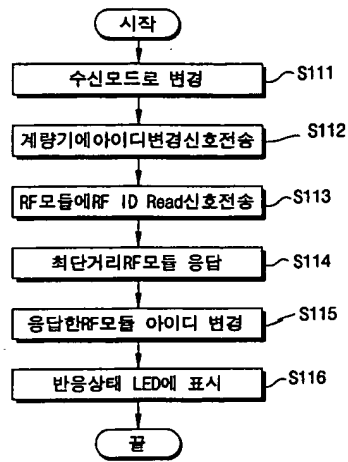 시작
수신모드로 변경
S111
계량기에아이디변경신호전송
S112
RF모듈에RF ID Read신호전송
S113
최단거리RF모듈 응답
S114
응답한RF모듈 아이디 변경
S115
반응상태 LED에 표시
S116
끝